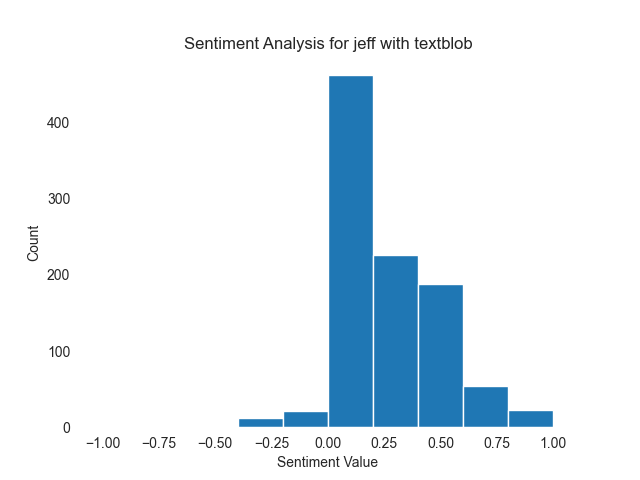 Sentiment Analysis for jeff with textblob
400
300
200
100
0
Count
−1.00 −0.75 −0.50 −0.25 0.00 0.25 0.50 0.75 1.00
Sentiment Value